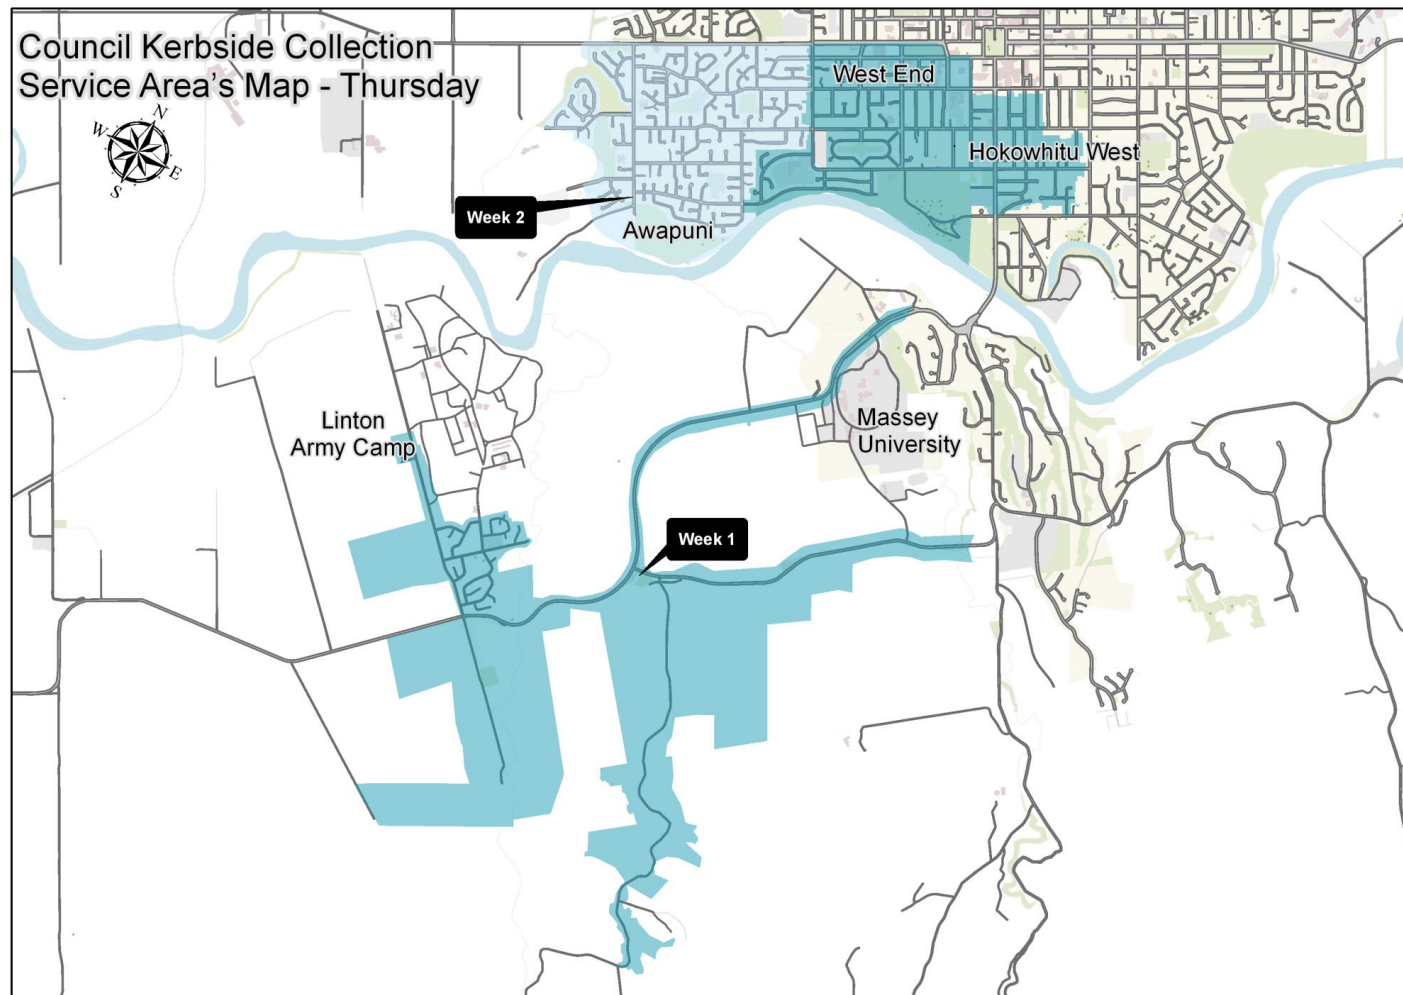 Council Kerbside Collection
Service Area's Map - Thursday
N
W
E
S
West End
Hokowhitu West
Week 2
Awapuni
Linton
Army Camp
Massey
University
Week 1